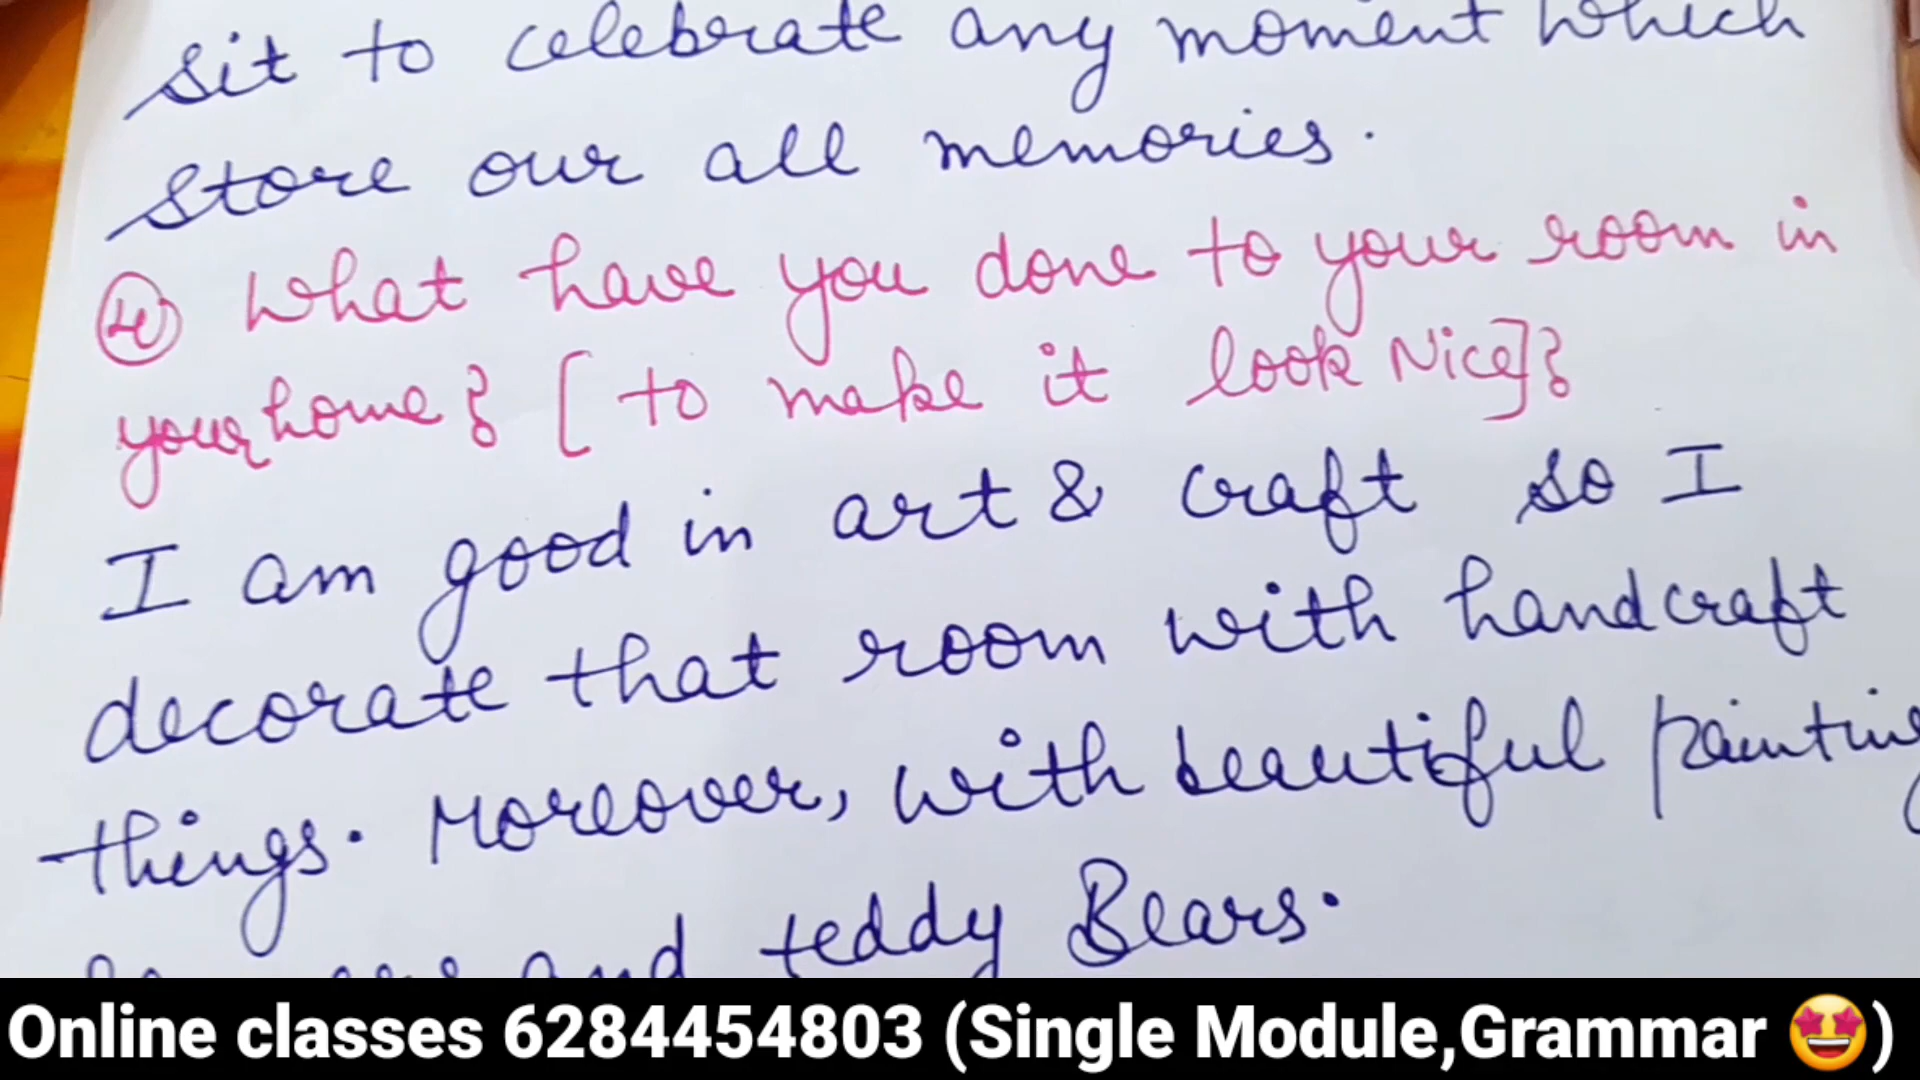 sit to celebrate any moment which
store our all memories.
④ What have you done to your room in
your home? [to make it look Nice]?
I am good in art & craft so I
decorate that room with handcraft
things. Moreover, with beautiful painting
and teddy Bears.
Online classes 6284454803 (Single Module,Grammar 🤩)